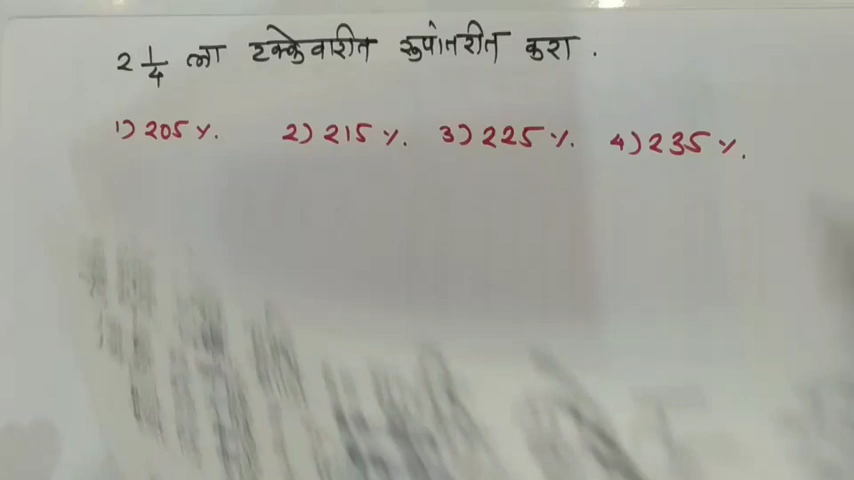 2 1/4 ला टक्केवारीत रूपांतरीत करा .
1) 205 %. 2) 215 %. 3) 225 %. 4) 235 %.